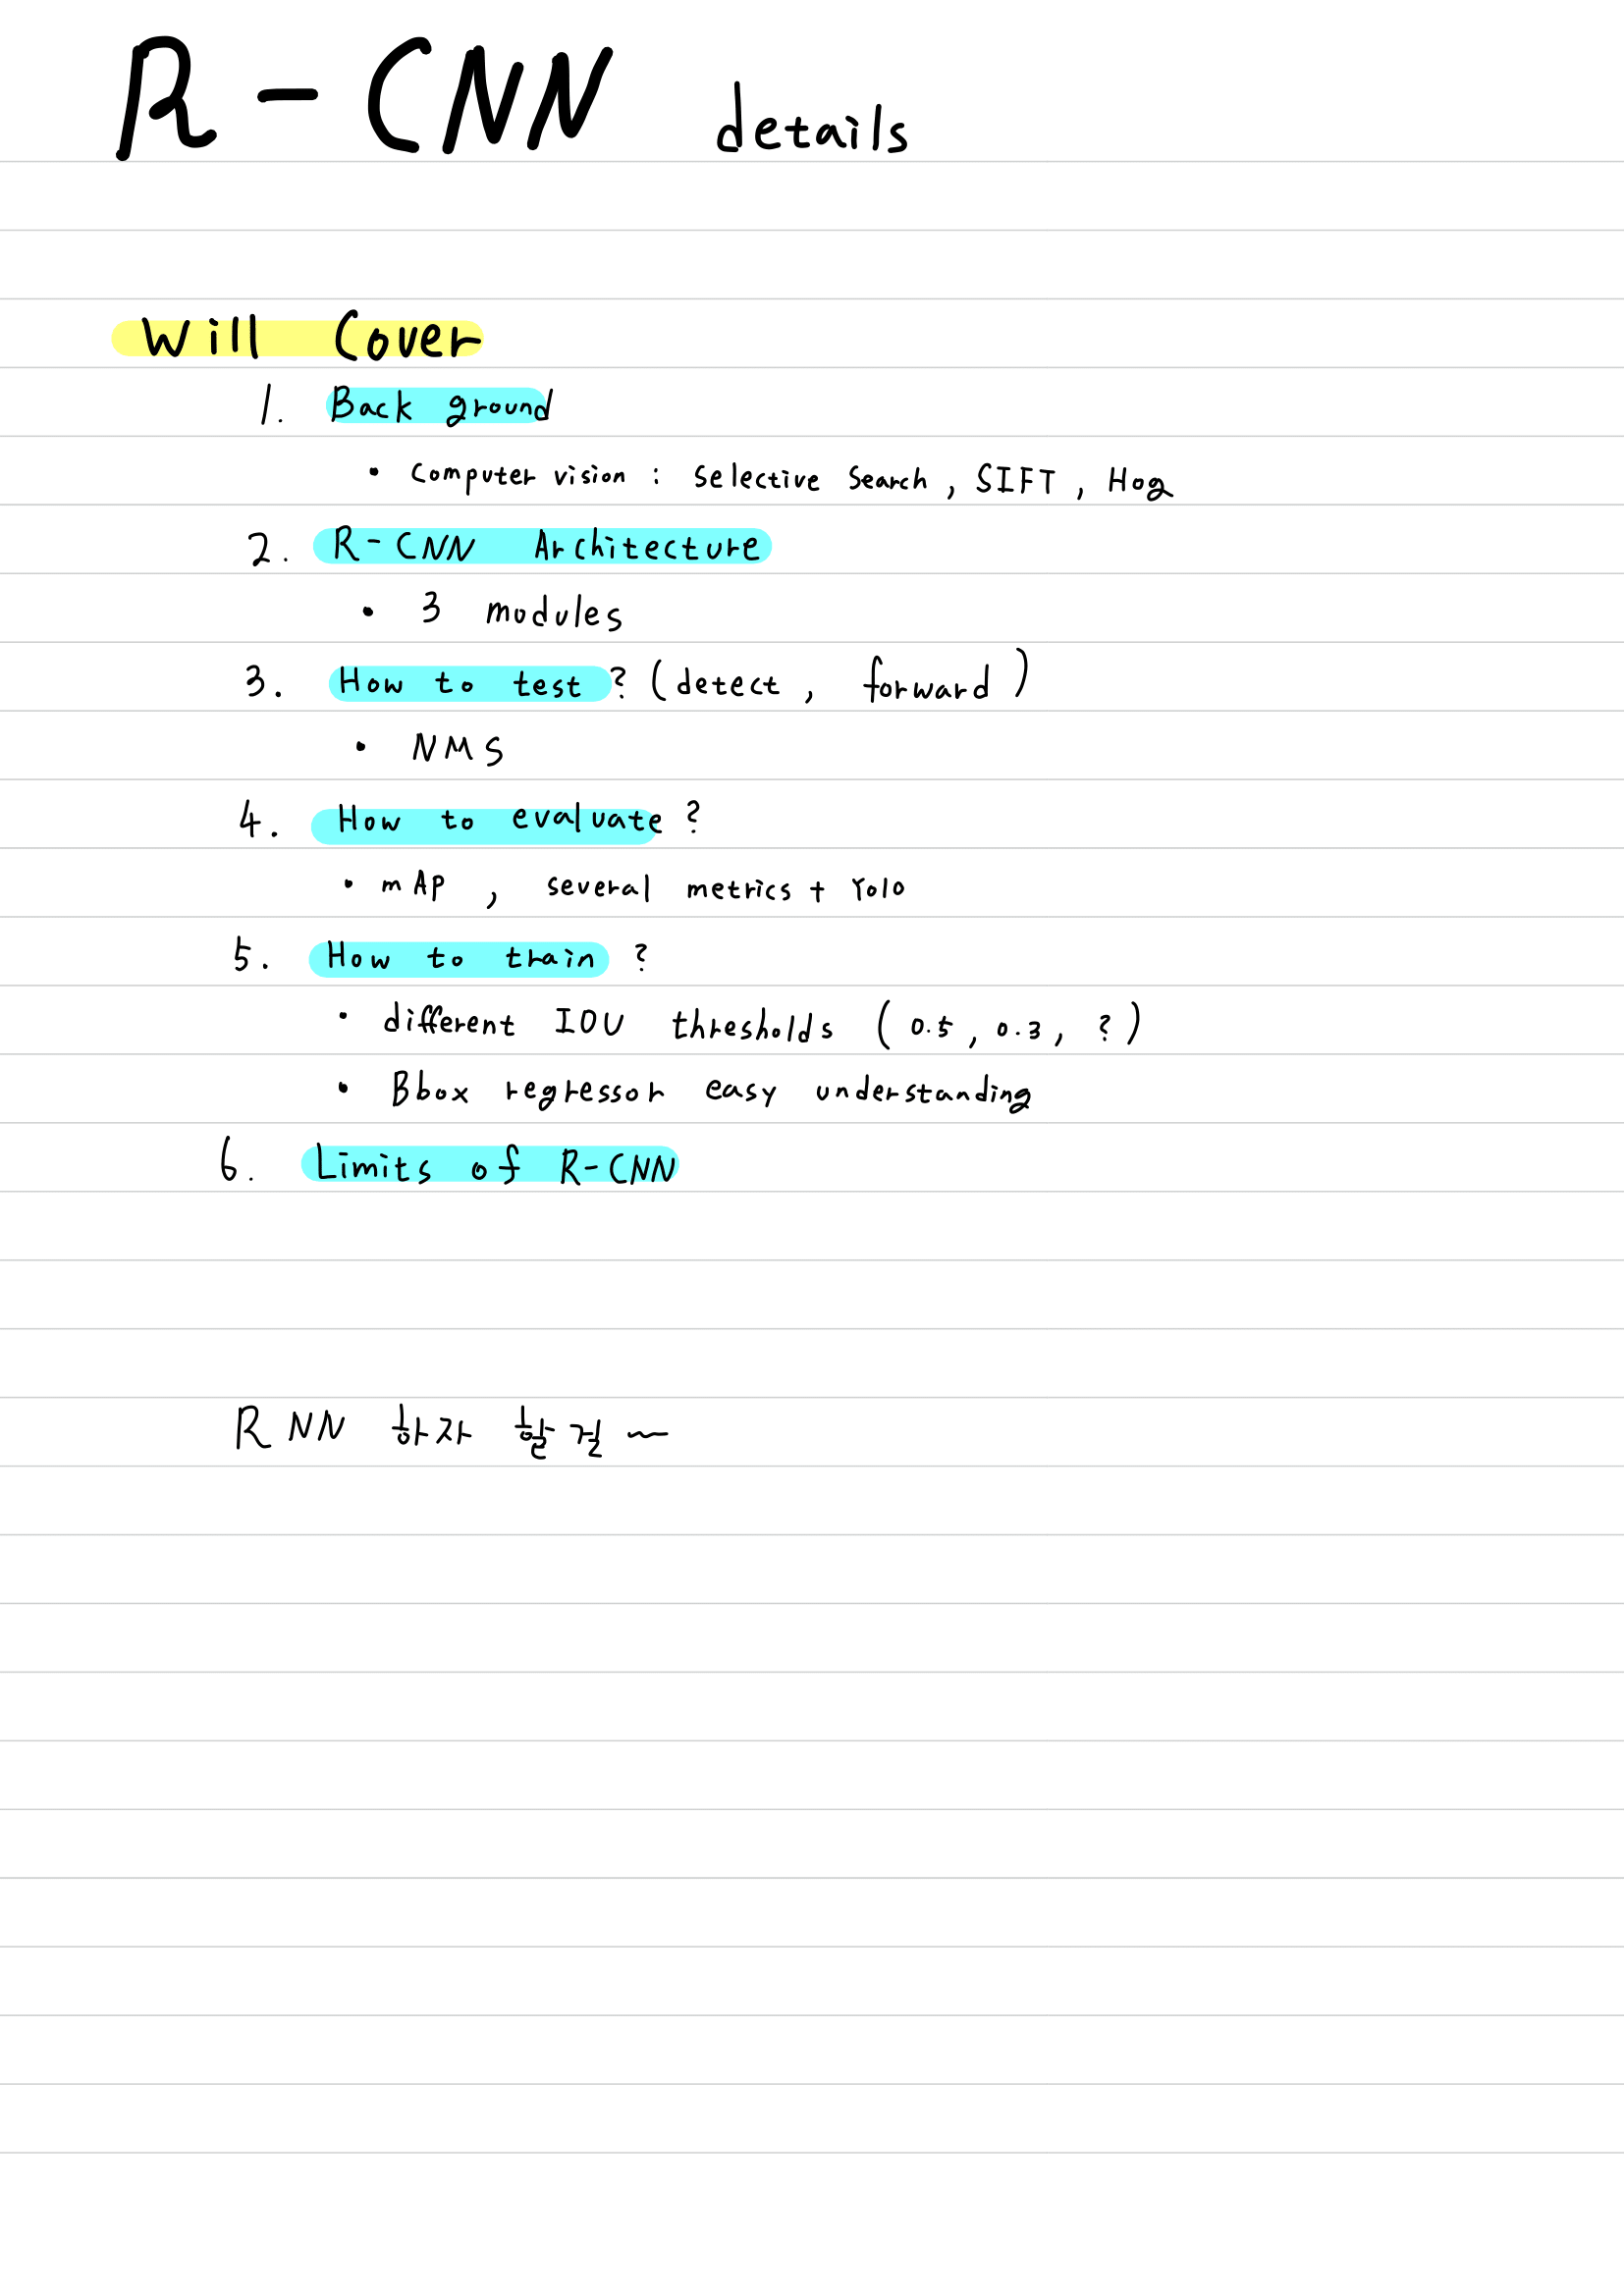 R-CNN details
Will Cover
1. Back ground
• Computer vision : Selective Search, SIFT, Hog
2. R-CNN Architecture
• 3 modules
3. How to test? (detect, forward)
• NMS
4. How to evaluate?
• mAP, several metrics + Yolo
5. How to train?
• different IOU thresholds (0.5, 0.3, ?)
• Bbox regressor easy understanding
6. Limits of R-CNN
RNN 하자 할걸~